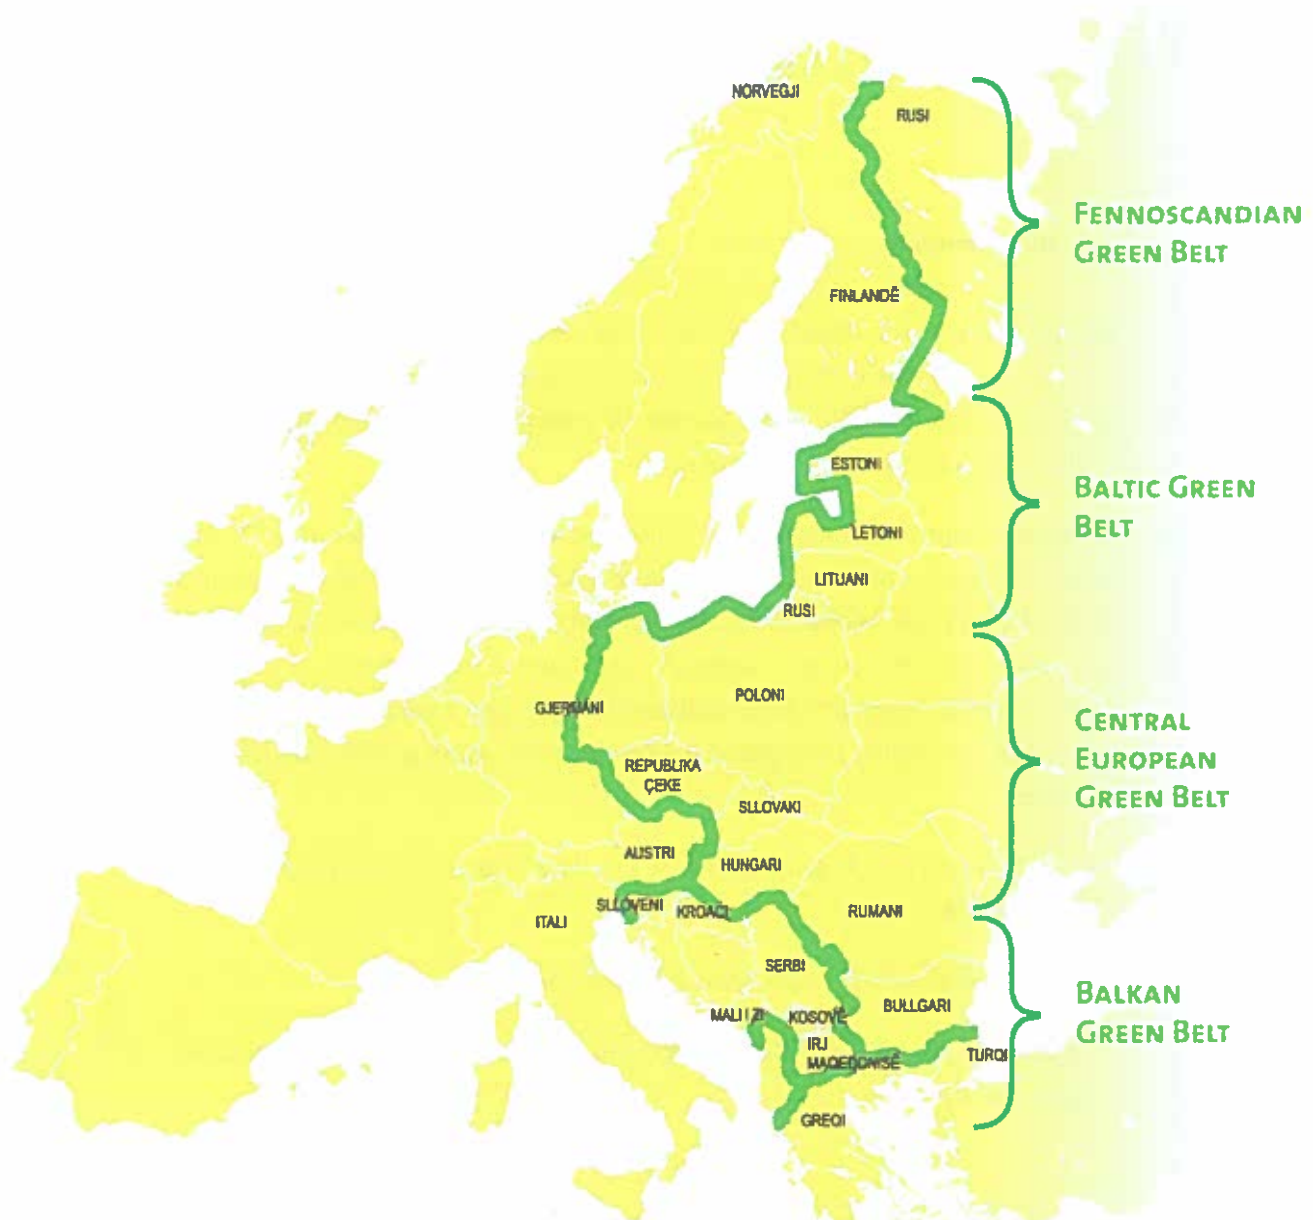 NORVEGJI
RUSI
FENNOSCANDIAN
GREEN BELT
FINLANDË
ESTONI
BALTIC GREEN
BELT
LETONI
LITUANI
RUSI
POLONI
GJERMANI
CENTRAL
EUROPEAN
GREEN BELT
REPUBLIKA
ÇEKE
SLLOVAKI
AUSTRI
HUNGARI
SLLOVENI
KROAÇI
RUMANI
ITALI
SERBI
BALKAN
GREEN BELT
BULLGARI
MALI I ZI
KOSOVË
IRJ
MAQEDONISË
TURQI
GREQI